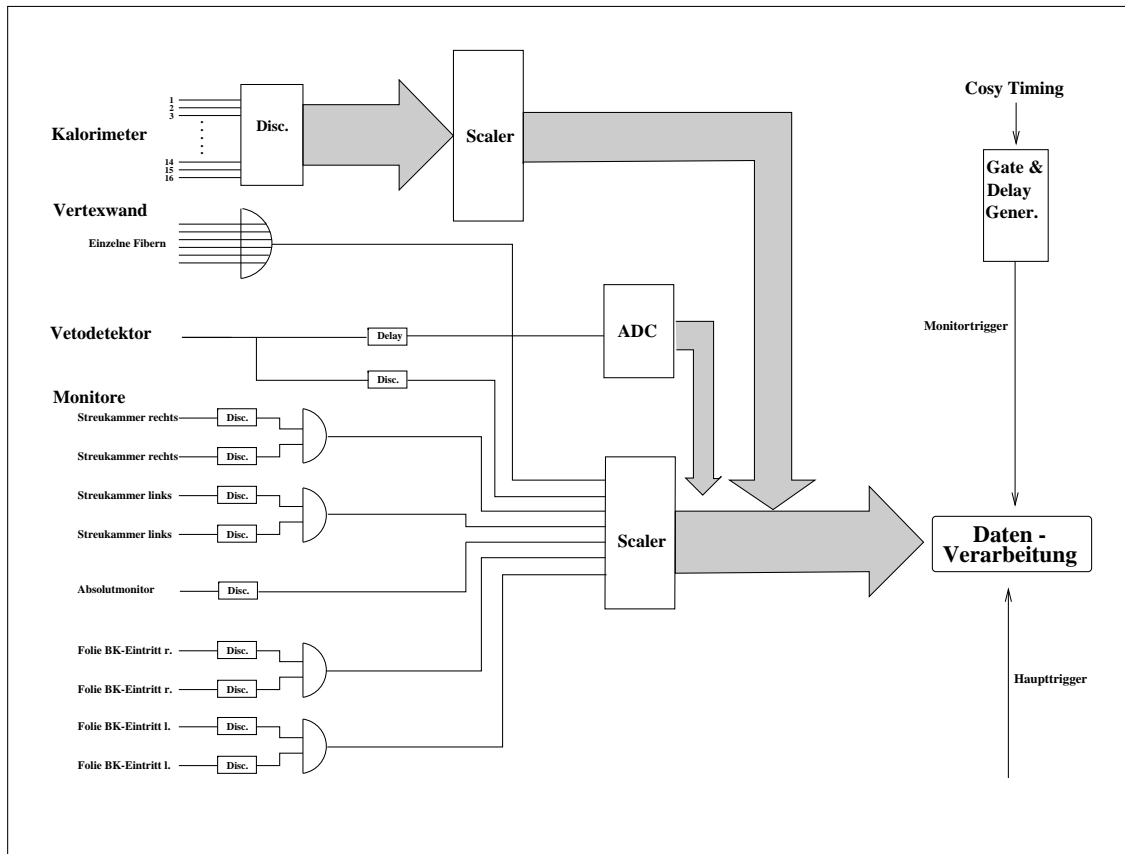 Cosy Timing
1
2
3
Kalorimeter
Disc.
Scaler
14
15
16
Gate &
Delay
Gener.
Vertexwand
Einzelne Fibern
Vetodetektor
Delay
ADC
Monitortrigger
Disc.
Monitore
Streukammer rechts
Disc.
Streukammer rechts
Disc.
Streukammer links
Disc.
Streukammer links
Disc.
Scaler
Daten -
Verarbeitung
Absolutmonitor
Disc.
Folie BK-Eintritt r.
Disc.
Folie BK-Eintritt r.
Disc.
Haupttrigger
Folie BK-Eintritt l.
Disc.
Folie BK-Eintritt l.
Disc.